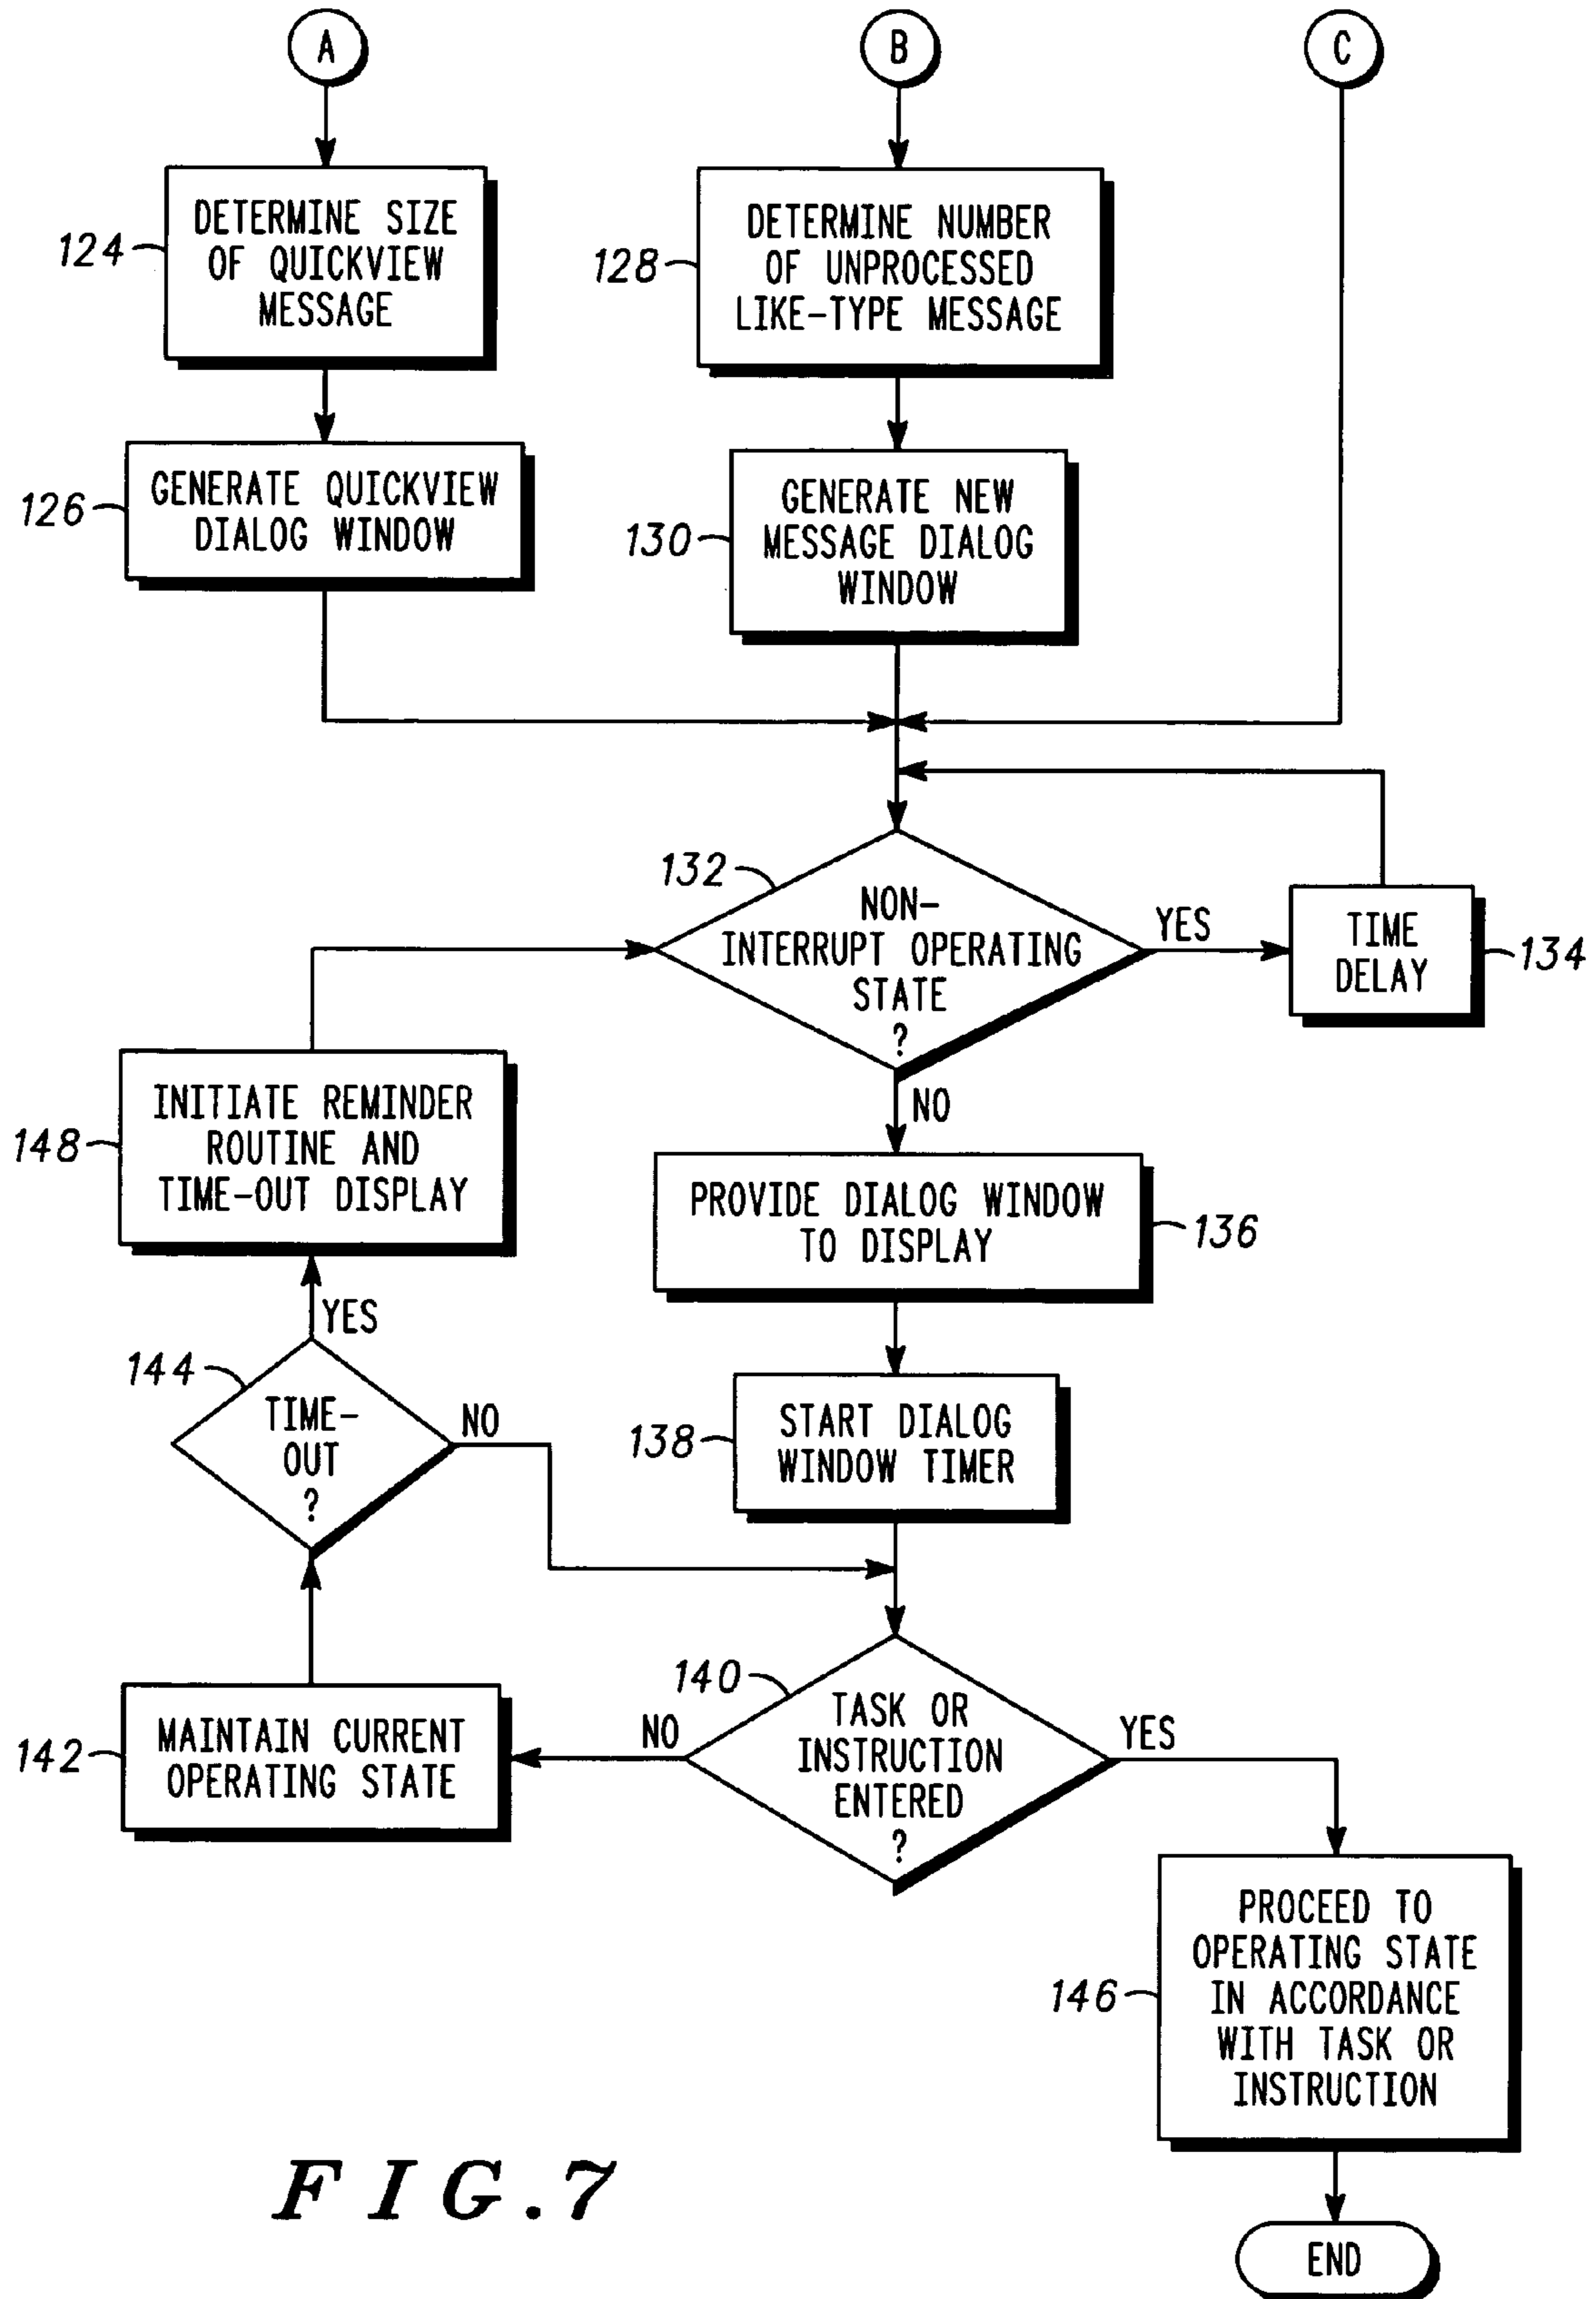 A
B
C
DETERMINE SIZE
OF QUICKVIEW
MESSAGE
124
DETERMINE NUMBER
OF UNPROCESSED
LIKE-TYPE MESSAGE
128
GENERATE QUICKVIEW
DIALOG WINDOW
126
GENERATE NEW
MESSAGE DIALOG
WINDOW
130
132
NON-
INTERRUPT OPERATING
STATE
?
YES
TIME
DELAY
134
NO
INITIATE REMINDER
ROUTINE AND
TIME-OUT DISPLAY
148
PROVIDE DIALOG WINDOW
TO DISPLAY
136
YES
144
TIME-
OUT
?
NO
START DIALOG
WINDOW TIMER
138
140
TASK OR
INSTRUCTION
ENTERED
?
NO
YES
MAINTAIN CURRENT
OPERATING STATE
142
PROCEED TO
OPERATING STATE
IN ACCORDANCE
WITH TASK OR
INSTRUCTION
146
END
FIG.7